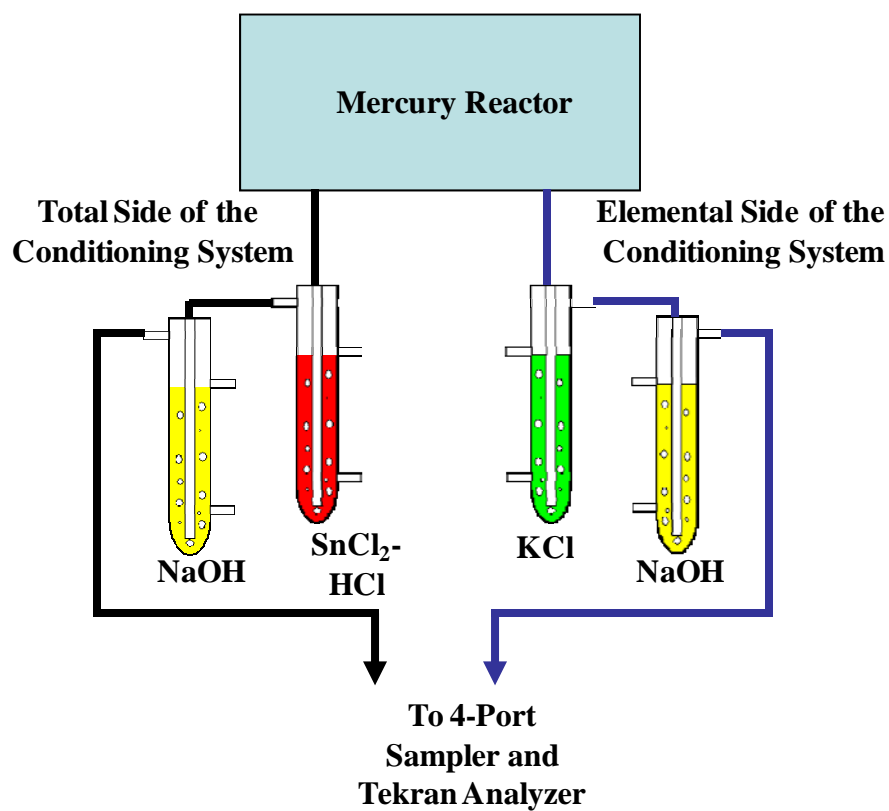 Mercury Reactor
Total Side of the
Conditioning System
Elemental Side of the
Conditioning System
NaOH
SnCl₂-
HCl
KCl
NaOH
To 4-Port
Sampler and
Tekran Analyzer